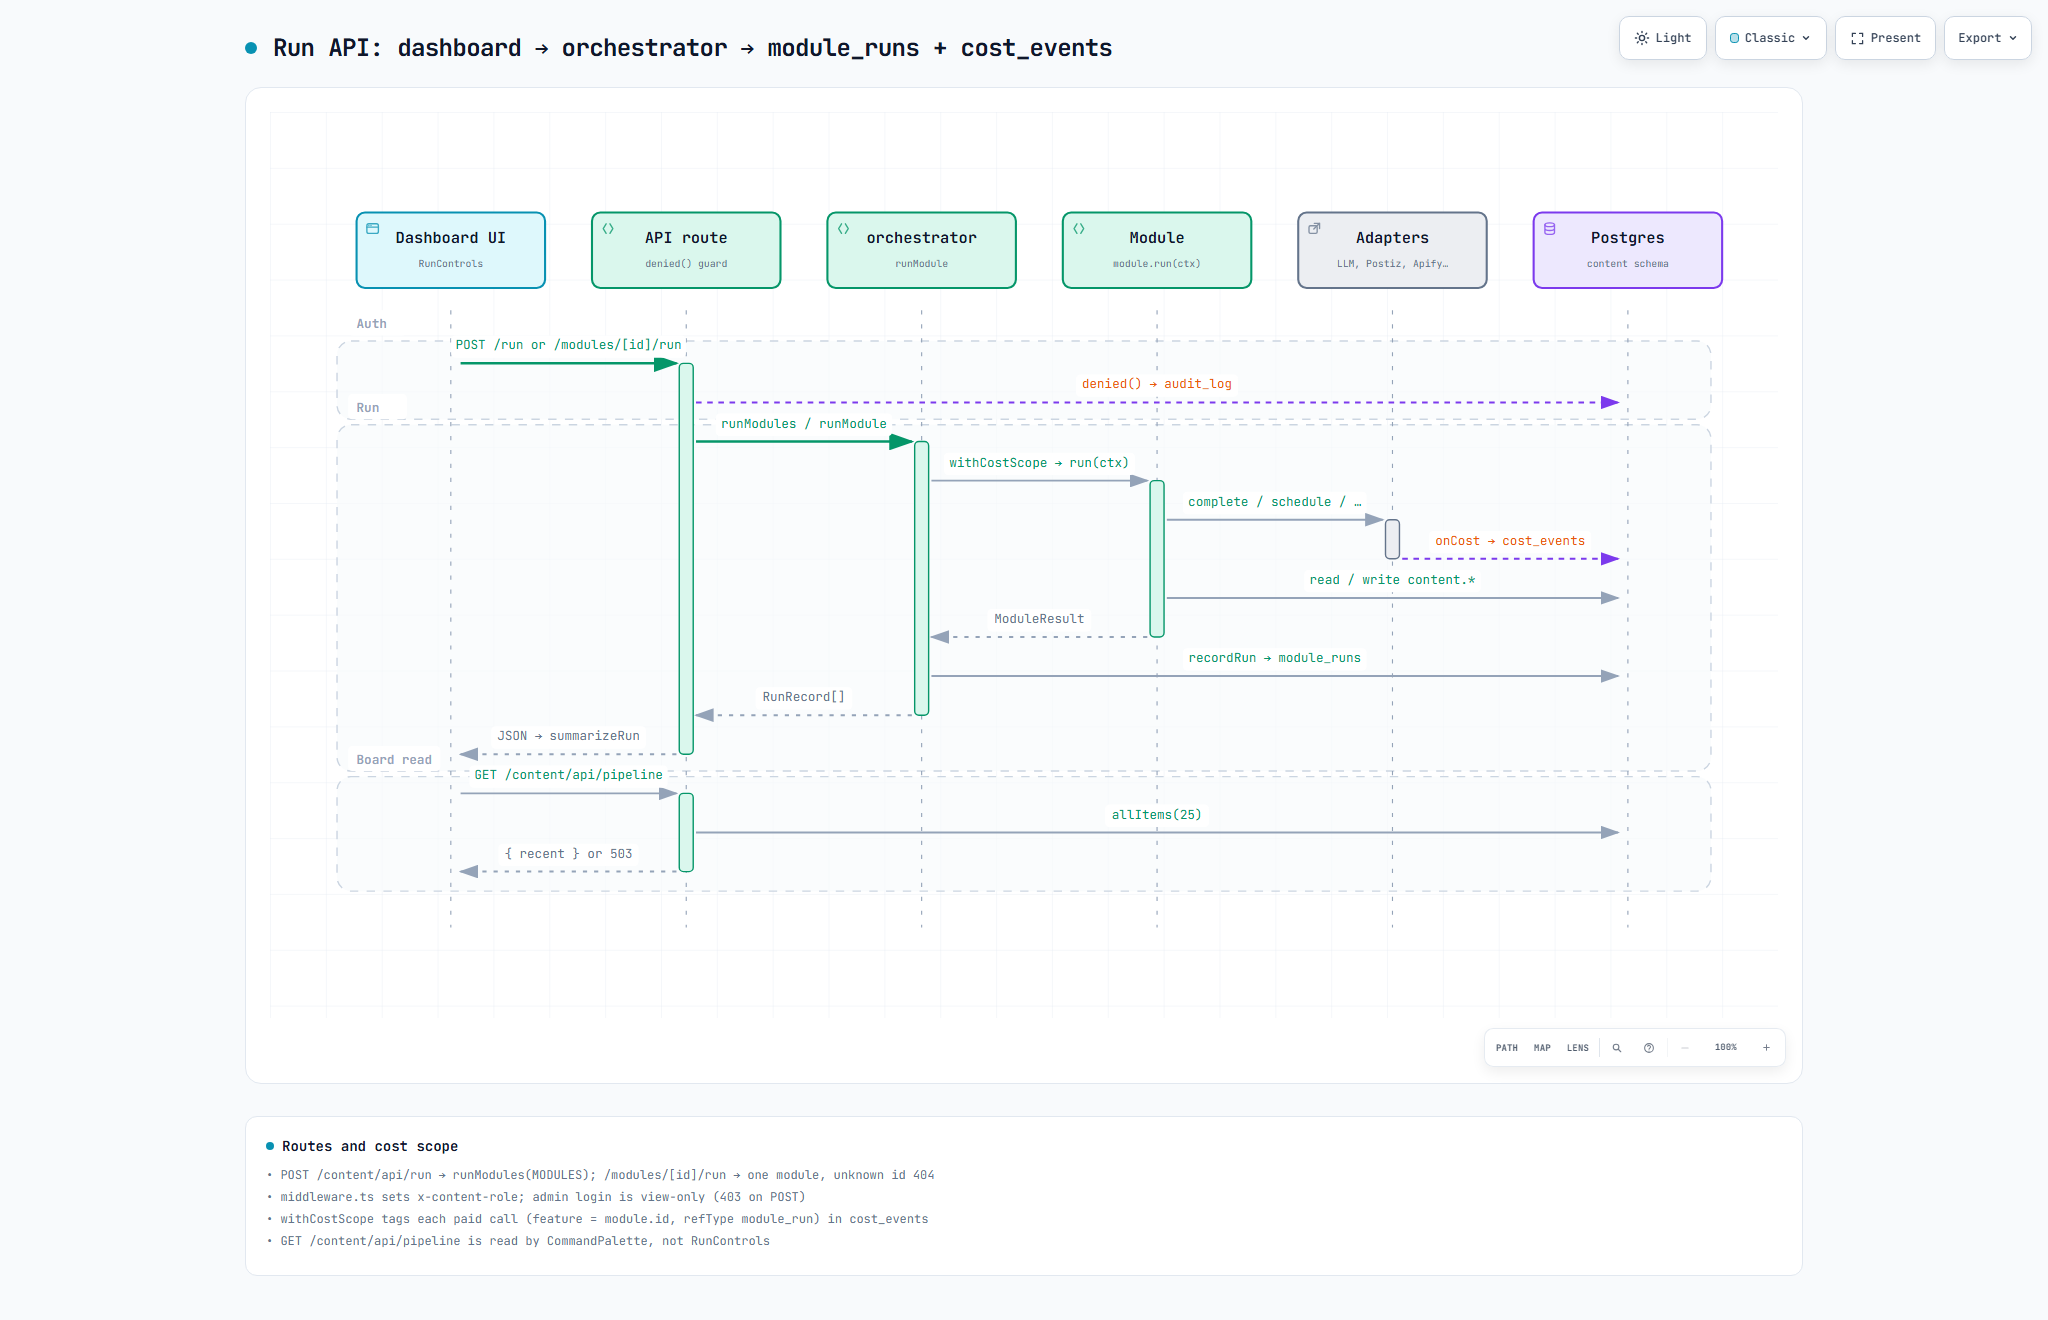 Run API: dashboard → orchestrator → module_runs + cost_events
Light
Classic
Present
Export
Dashboard UI
RunControls
API route
denied() guard
orchestrator
runModule
Module
module.run(ctx)
Adapters
LLM, Postiz, Apify…
Postgres
content schema
Auth
POST /run or /modules/[id]/run
denied() → audit_log
Run
runModules / runModule
withCostScope → run(ctx)
complete / schedule / …
onCost → cost_events
read / write content.*
ModuleResult
recordRun → module_runs
RunRecord[]
JSON → summarizeRun
Board read
GET /content/api/pipeline
allItems(25)
{ recent } or 503
PATH
MAP
LENS
100%
Routes and cost scope
• POST /content/api/run → runModules(MODULES); /modules/[id]/run → one module, unknown id 404
• middleware.ts sets x-content-role; admin login is view-only (403 on POST)
• withCostScope tags each paid call (feature = module.id, refType module_run) in cost_events
• GET /content/api/pipeline is read by CommandPalette, not RunControls